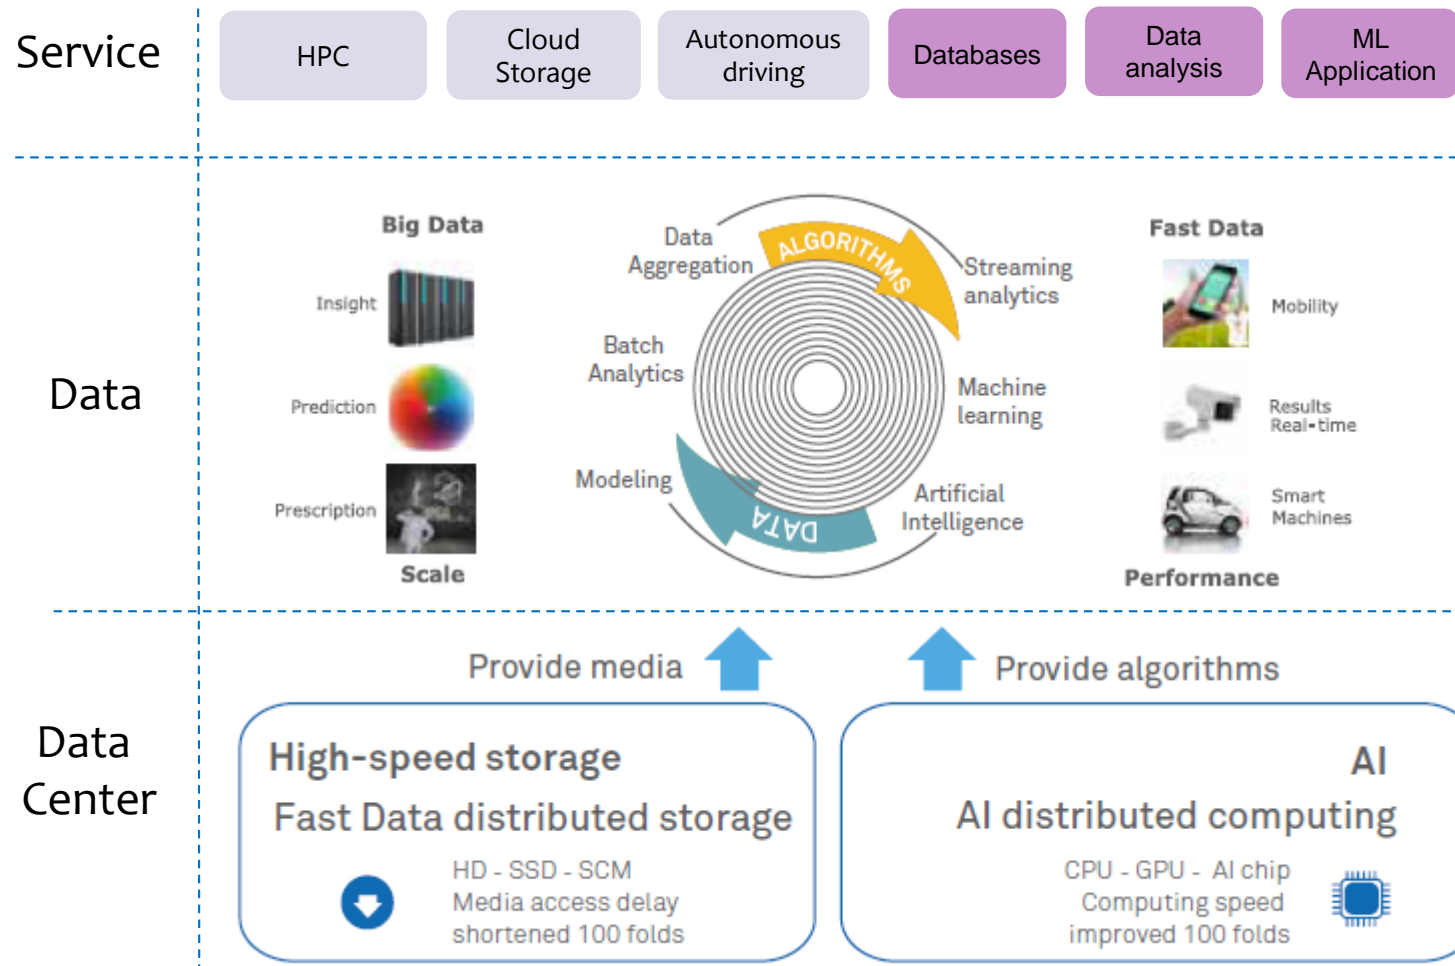 Service
HPC
Cloud
Storage
Autonomous
driving
Databases
Data
analysis
ML
Application
Data
Big Data
Insight
Prediction
Prescription
Scale
Data
Aggregation
Batch
Analytics
Modeling
ALGORITHMS
DATA
Streaming
analytics
Machine
learning
Artificial
Intelligence
Fast Data
Mobility
Results
Real-time
Smart
Machines
Performance
Data
Center
Provide media
Provide algorithms
High-speed storage
Fast Data distributed storage
HD - SSD - SCM
Media access delay
shortened 100 folds
AI
AI distributed computing
CPU - GPU - AI chip
Computing speed
improved 100 folds